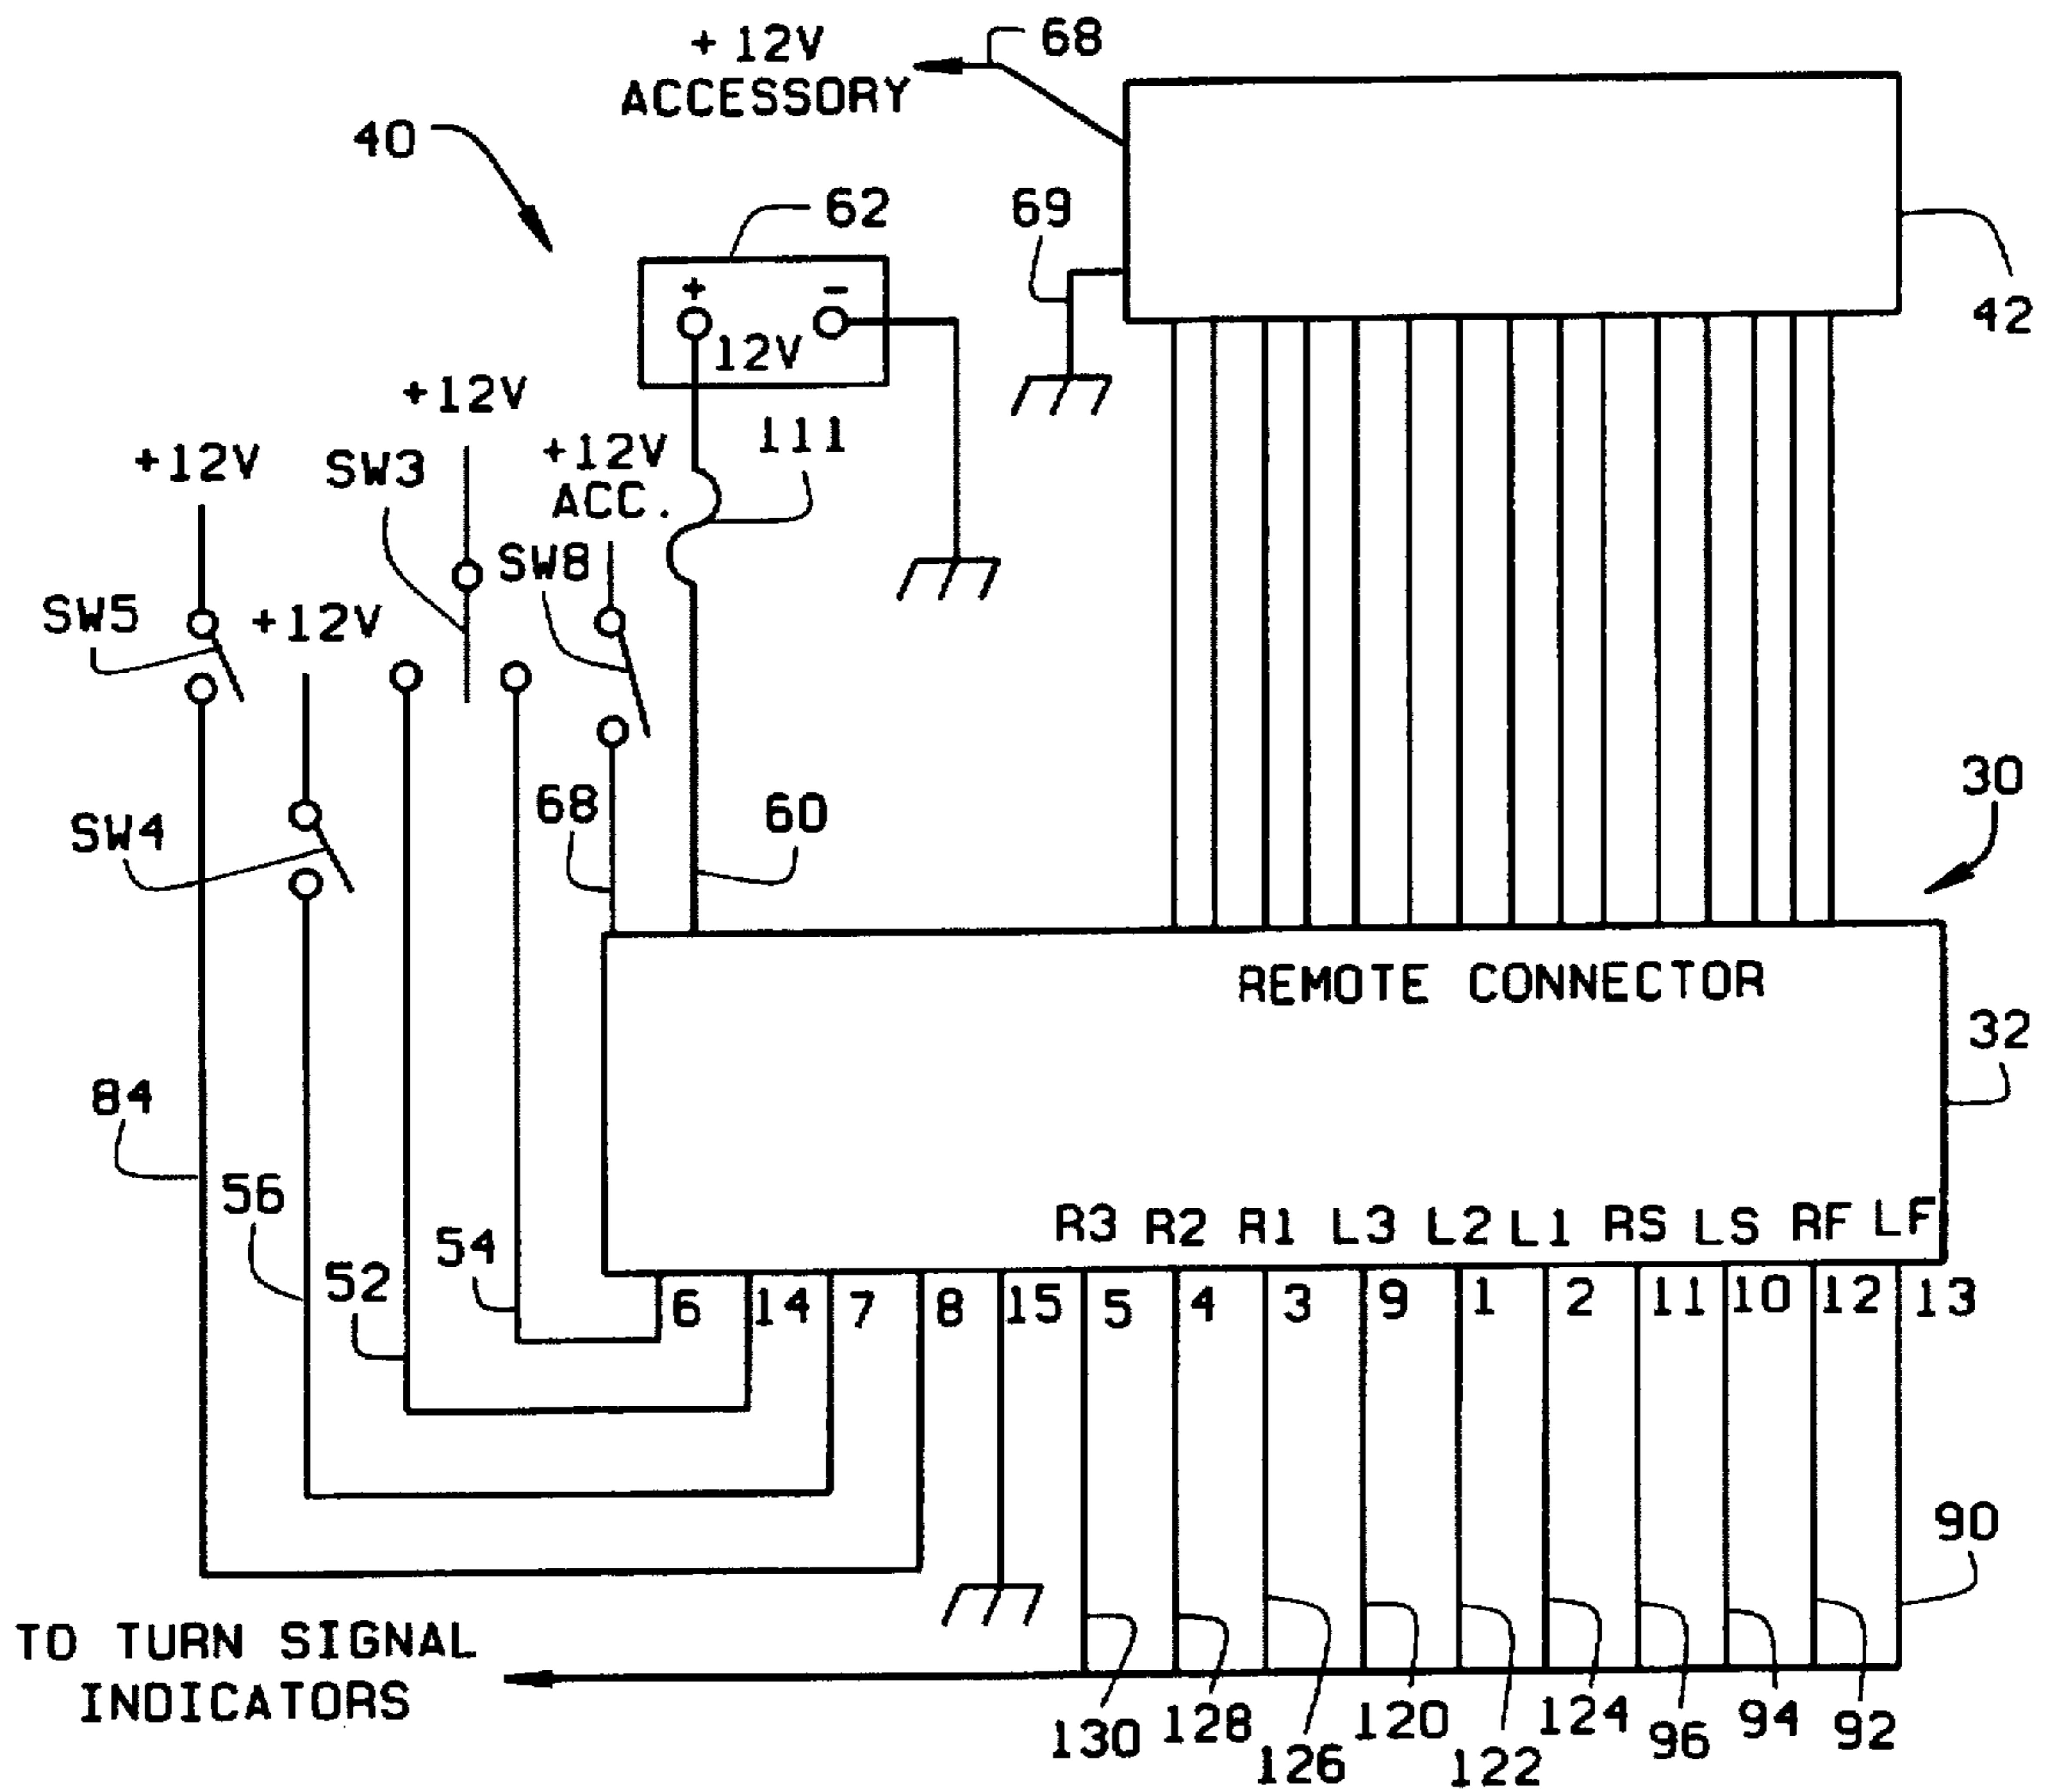 +12V
ACCESSORY
68
40
62
69
+
-
12V
42
+12V
111
+12V
SW3
+12V
ACC.
SW8
SW5
+12V
68
60
30
SW4
REMOTE CONNECTOR
32
84
56
52
54
R3 R2 R1 L3 L2 L1 RS LS RF LF
6 14 7 8 15 5 4 3 9 1 2 11 10 12 13
90
TO TURN SIGNAL
INDICATORS
130 128 126 120 122 124 96 94 92